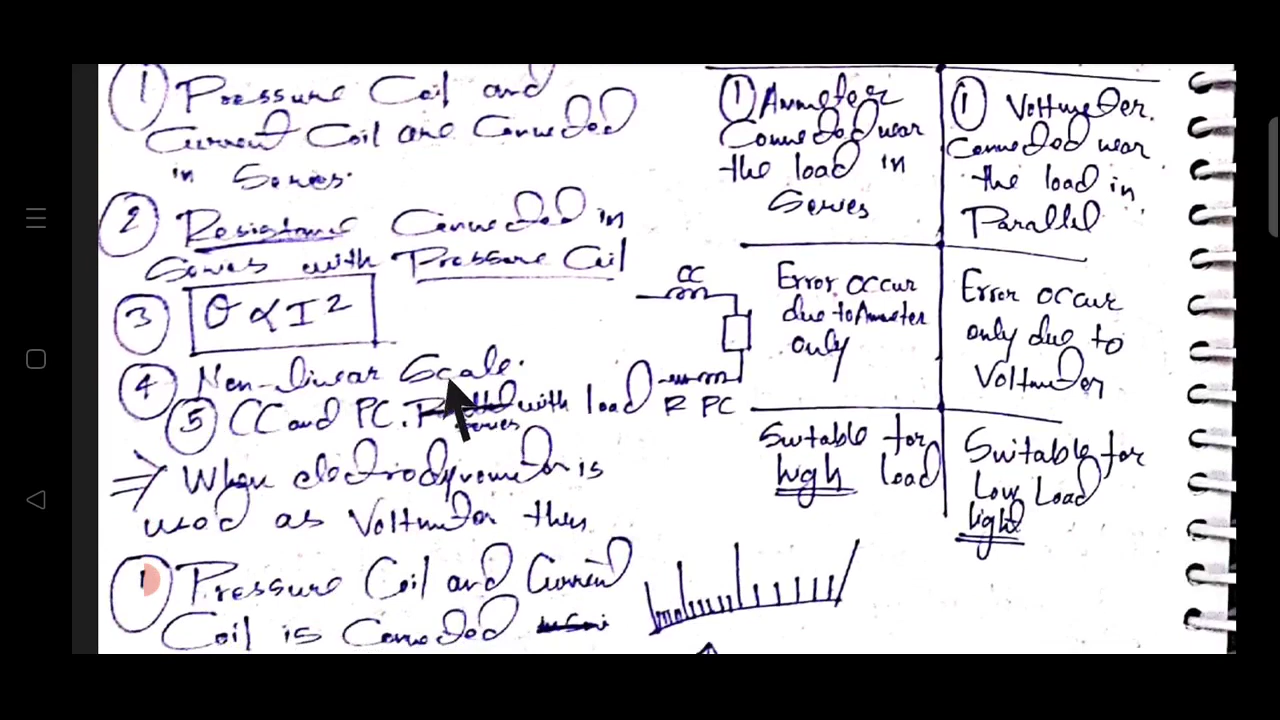 ① Pressure Coil and
Current Coil are Connected
in Series.
② Resistance Connected in
Series with Pressure Coil
③ θ ∝ I²
④ Non-linear Scale.
⑤ CC and PC. with load
series
⇒ When electrodynamometer is
used as Voltmeter then
① Pressure Coil and Current
Coil is Connected
CC
R PC
① Ammeter
Connected near
the load in
Series
Error occur
due to Ammeter
only
Suitable for
high load
① Voltmeter.
Connected near
the load in
Parallel
Error occur
only due to
Voltmeter
Suitable for
Low Load
light